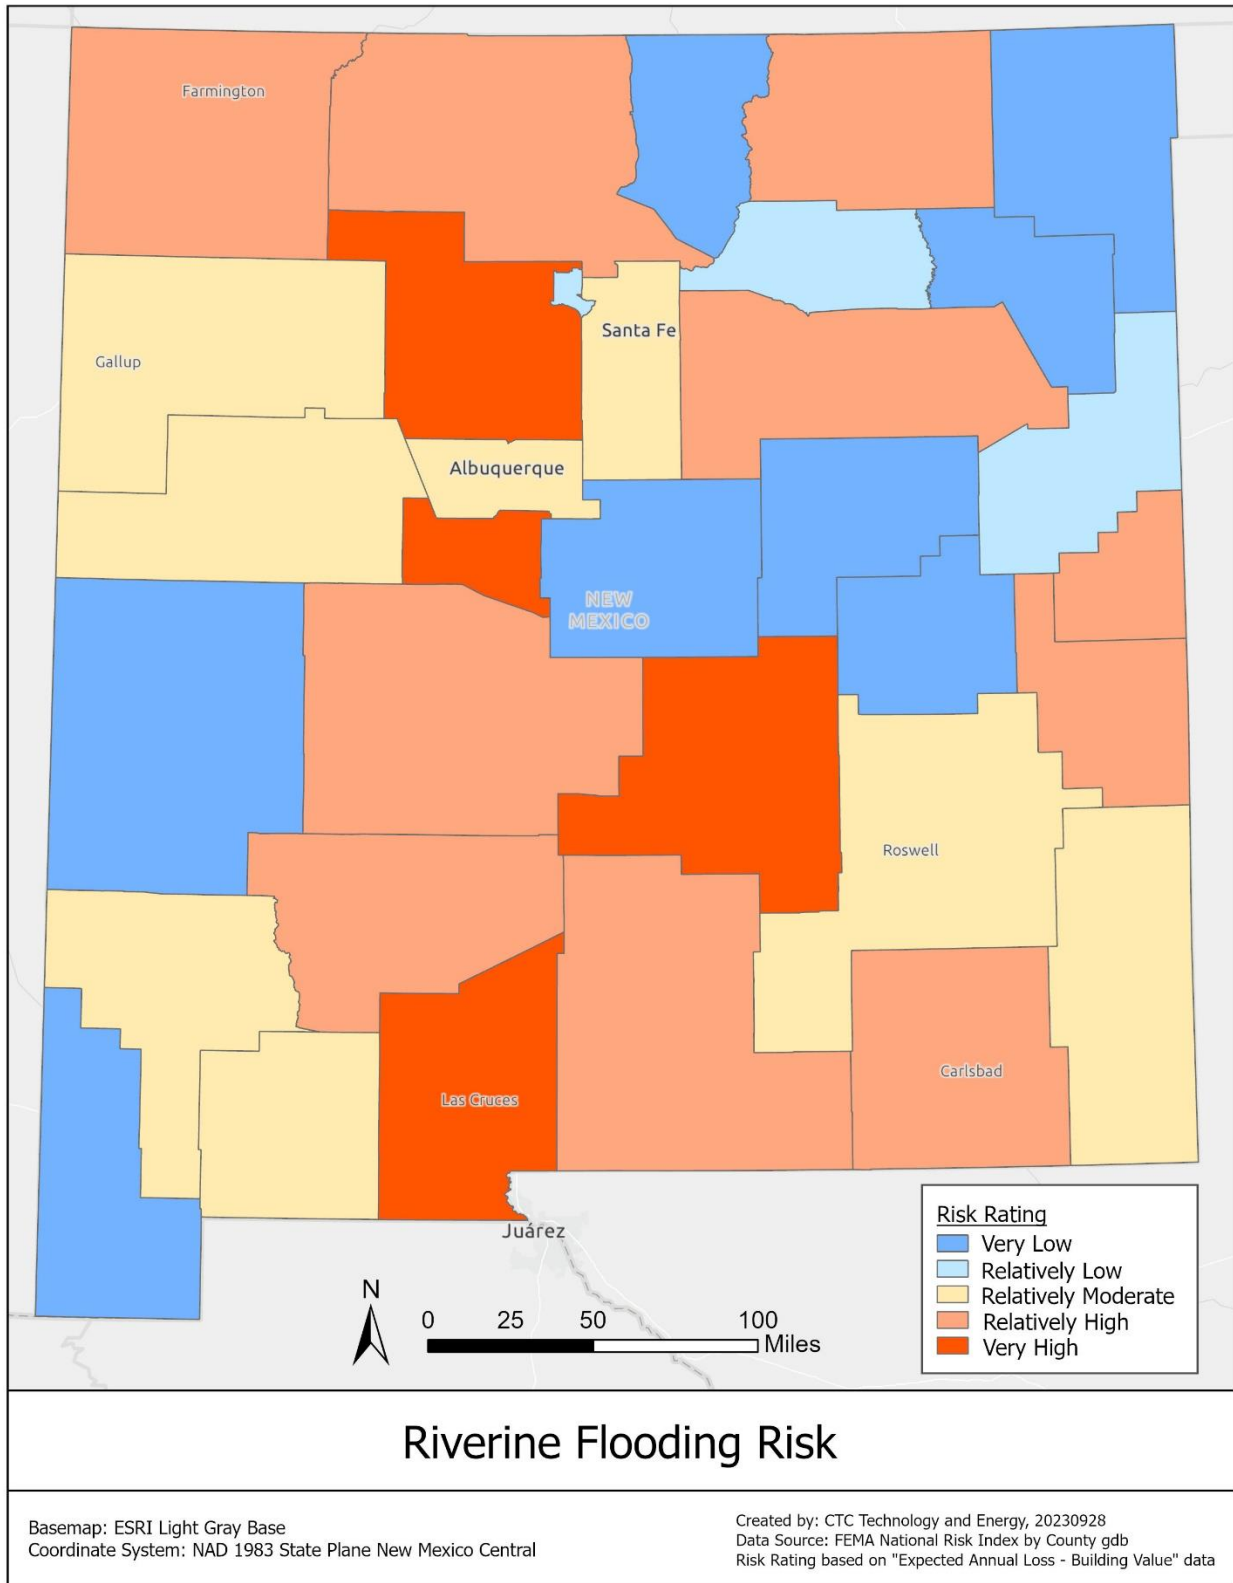 Farmington
Santa Fe
Gallup
Albuquerque
NEW
MEXICO
Roswell
Carlsbad
Las Cruces
Juárez
Risk Rating
Very Low
Relatively Low
Relatively Moderate
Relatively High
Very High
N
0 25 50 100
Miles
Riverine Flooding Risk
Basemap: ESRI Light Gray Base
Coordinate System: NAD 1983 State Plane New Mexico Central
Created by: CTC Technology and Energy, 20230928
Data Source: FEMA National Risk Index by County gdb
Risk Rating based on "Expected Annual Loss - Building Value" data